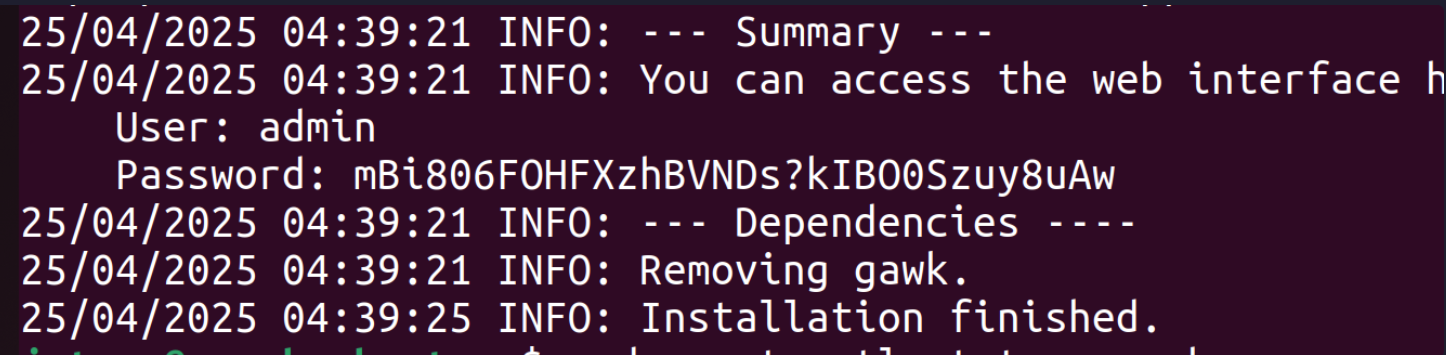 25/04/2025 04:39:21 INFO: --- Summary ---
25/04/2025 04:39:21 INFO: You can access the web interface h
    User: admin
    Password: mBi806FOHFXzhBVNDs?kIBO0Szuy8uAw
25/04/2025 04:39:21 INFO: --- Dependencies ----
25/04/2025 04:39:21 INFO: Removing gawk.
25/04/2025 04:39:25 INFO: Installation finished.